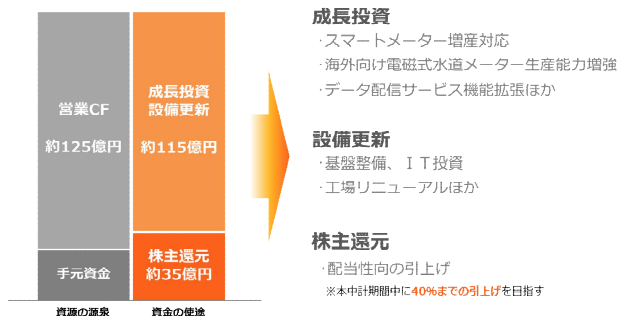 営業CF
約125億円
手元資金
資源の源泉
成長投資
設備更新
約115億円
株主還元
約35億円
資金の使途
成長投資
･スマートメーター増産対応
･海外向け電磁式水道メーター生産能力増強
･データ配信サービス機能拡張ほか
設備更新
･基盤整備、ＩＴ投資
･工場リニューアルほか
株主還元
･配当性向の引上げ
※本中計期間中に40%までの引上げを目指す